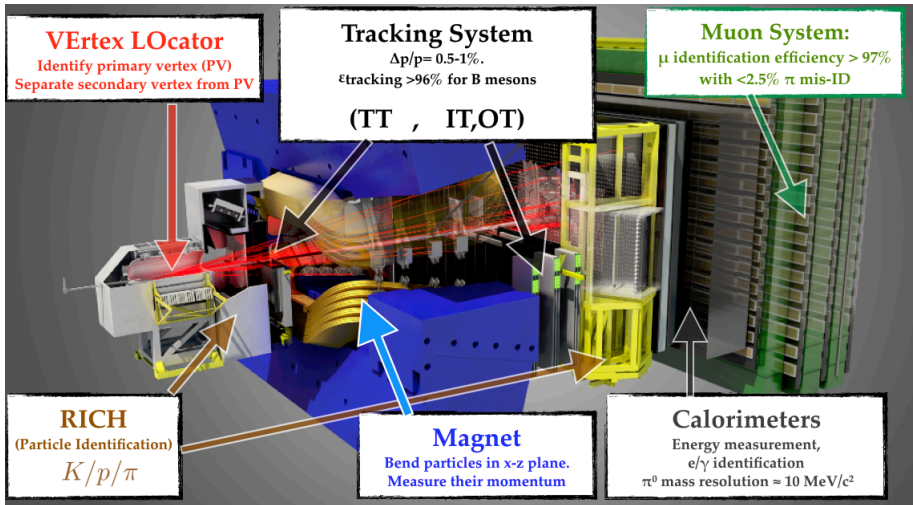 VErtex LOcator
Identify primary vertex (PV)
Separate secondary vertex from PV
Tracking System
Δp/p= 0.5-1%.
εtracking >96% for B mesons
(TT , IT,OT)
Muon System:
μ identification efficiency > 97%
with <2.5% π mis-ID
RICH
(Particle Identification)
K/p/π
Magnet
Bend particles in x-z plane.
Measure their momentum
Calorimeters
Energy measurement,
e/γ identification
π⁰ mass resolution ≈ 10 MeV/c²